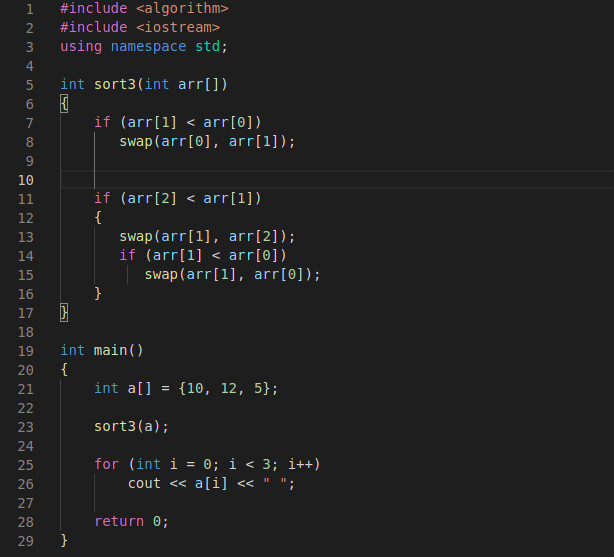 1 #include <algorithm>
2 #include <iostream>
3 using namespace std;
4
5 int sort3(int arr[])
6 {
7     if (arr[1] < arr[0])
8        swap(arr[0], arr[1]);
9
10
11     if (arr[2] < arr[1])
12     {
13        swap(arr[1], arr[2]);
14        if (arr[1] < arr[0])
15           swap(arr[1], arr[0]);
16     }
17 }
18
19 int main()
20 {
21     int a[] = {10, 12, 5};
22
23     sort3(a);
24
25     for (int i = 0; i < 3; i++)
26         cout << a[i] << " ";
27
28     return 0;
29 }